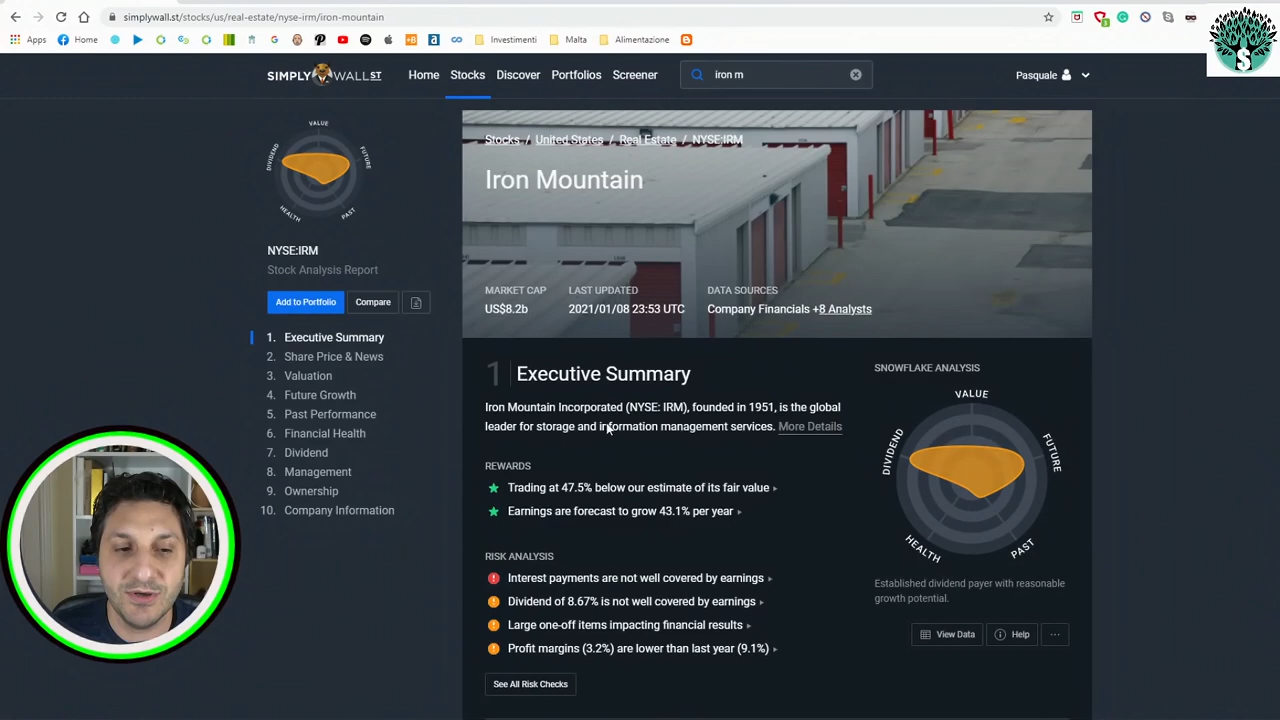 simplywall.st/stocks/us/real-estate/nyse-irm/iron-mountain
Apps
Home
Investimenti
Malta
Alimentazione
SIMPLY WALL ST
Home
Stocks
Discover
Portfolios
Screener
iron m
Pasquale
VALUE
FUTURE
PAST
HEALTH
DIVIDEND
NYSE:IRM
Stock Analysis Report
Add to Portfolio
Compare
1. Executive Summary
2. Share Price & News
3. Valuation
4. Future Growth
5. Past Performance
6. Financial Health
7. Dividend
8. Management
9. Ownership
10. Company Information
Stocks / United States / Real Estate / NYSE:IRM
Iron Mountain
MARKET CAP
US$8.2b
LAST UPDATED
2021/01/08 23:53 UTC
DATA SOURCES
Company Financials +8 Analysts
1 Executive Summary
Iron Mountain Incorporated (NYSE: IRM), founded in 1951, is the global
leader for storage and information management services. More Details
REWARDS
Trading at 47.5% below our estimate of its fair value
Earnings are forecast to grow 43.1% per year
RISK ANALYSIS
Interest payments are not well covered by earnings
Dividend of 8.67% is not well covered by earnings
Large one-off items impacting financial results
Profit margins (3.2%) are lower than last year (9.1%)
See All Risk Checks
SNOWFLAKE ANALYSIS
VALUE
FUTURE
PAST
HEALTH
DIVIDEND
Established dividend payer with reasonable
growth potential.
View Data
Help
...